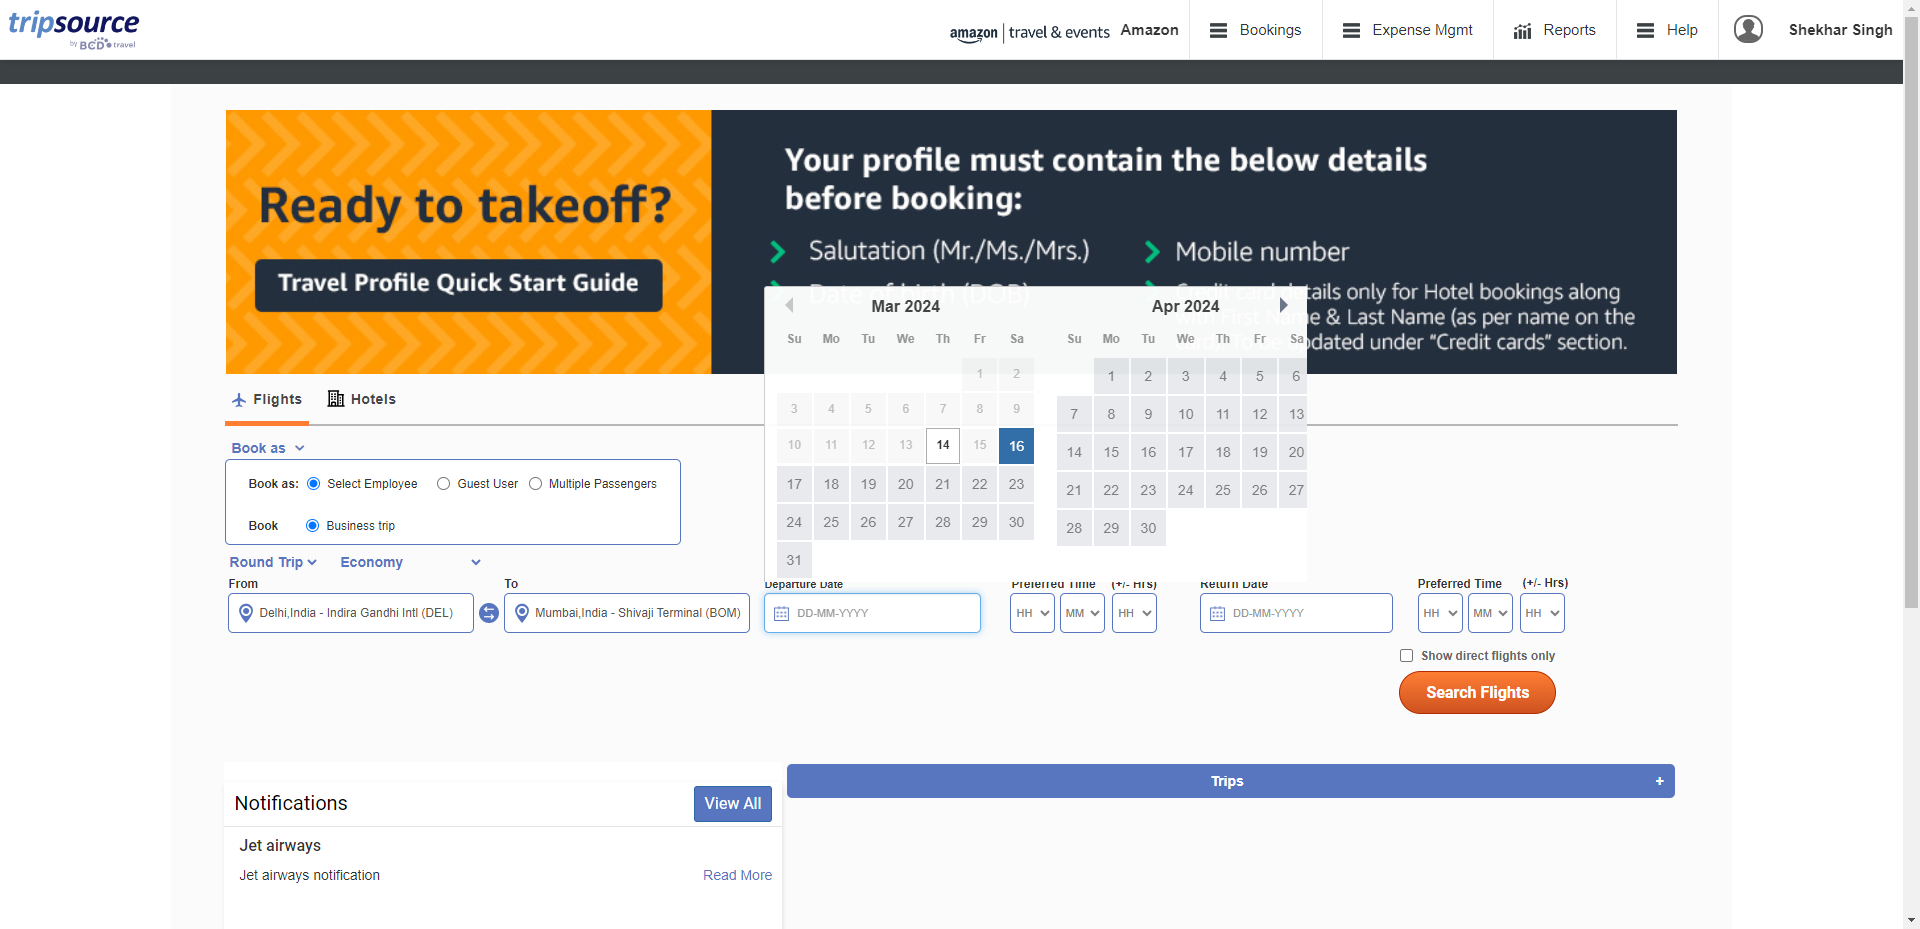 tripsource
by BCD travel
amazon | travel & events Amazon
Bookings
Expense Mgmt
Reports
Help
Shekhar Singh
Ready to takeoff?
Travel Profile Quick Start Guide
Your profile must contain the below details
before booking:
Salutation (Mr./Ms./Mrs.)
Mobile number
Date of birth (DOB)
Credit card details only for Hotel bookings along
First Name & Last Name (as per name on the
updated under “Credit cards” section.
Mar 2024
Su Mo Tu We Th Fr Sa
1 2
3 4 5 6 7 8 9
10 11 12 13 14 15 16
17 18 19 20 21 22 23
24 25 26 27 28 29 30
31
Apr 2024
Su Mo Tu We Th Fr Sa
1 2 3 4 5 6
7 8 9 10 11 12 13
14 15 16 17 18 19 20
21 22 23 24 25 26 27
28 29 30
Flights
Hotels
Book as
Book as: Select Employee Guest User Multiple Passengers
Book Business trip
Round Trip Economy
From
To
Departure Date
Preferred Time (+/- Hrs)
Return Date
Preferred Time (+/- Hrs)
Delhi,India - Indira Gandhi Intl (DEL)
Mumbai,India - Shivaji Terminal (BOM)
DD-MM-YYYY
HH MM HH
DD-MM-YYYY
HH MM HH
Show direct flights only
Search Flights
Trips +
Notifications
View All
Jet airways
Jet airways notification
Read More